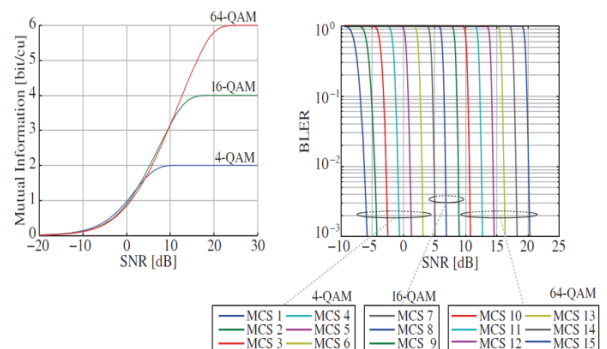 64-QAM
16-QAM
4-QAM
Mutual Information [bit/cu]
6
5
4
3
2
1
0
-20 -10 0 10 20 30
SNR [dB]
BLER
10^0
10^-1
10^-2
10^-3
-10 -5 0 5 10 15 20 25
SNR [dB]
4-QAM 16-QAM 64-QAM
MCS 1 MCS 4 MCS 7 MCS 10 MCS 13
MCS 2 MCS 5 MCS 8 MCS 11 MCS 14
MCS 3 MCS 6 MCS 9 MCS 12 MCS 15